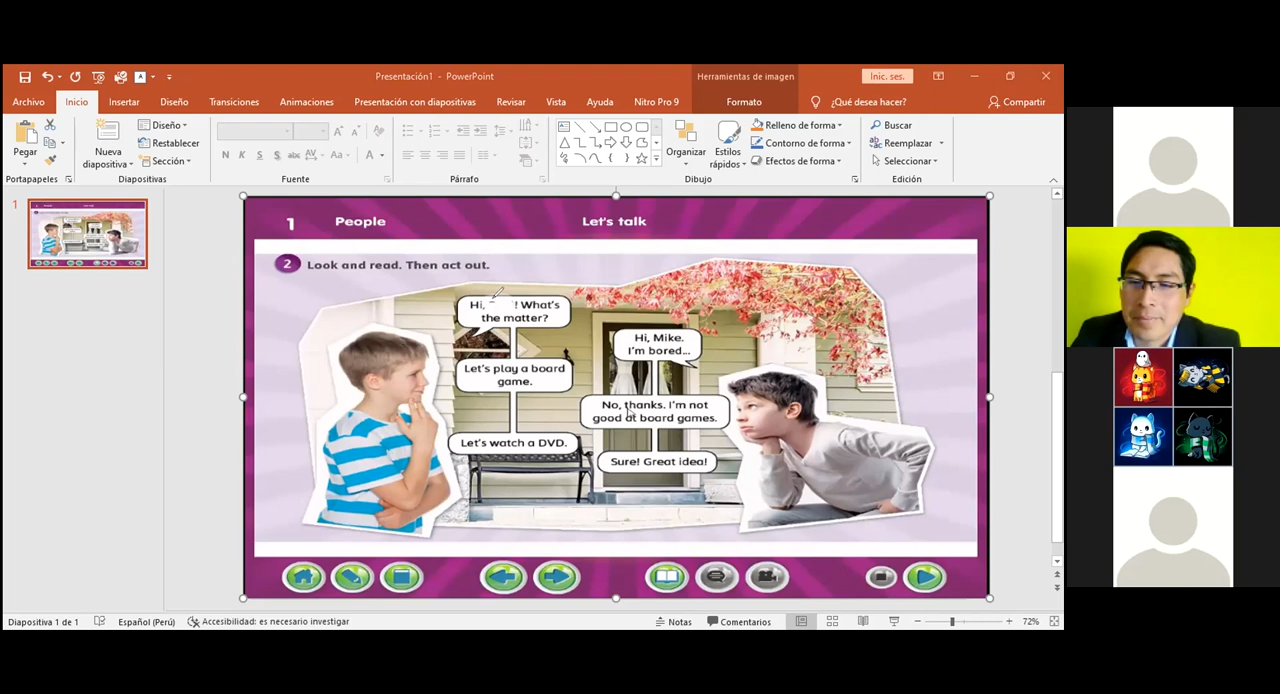 Presentación1 - PowerPoint
Herramientas de imagen
Inic. ses.
Archivo
Inicio
Insertar
Diseño
Transiciones
Animaciones
Presentación con diapositivas
Revisar
Vista
Ayuda
Nitro Pro 9
Formato
¿Qué desea hacer?
Compartir
Pegar
Nueva
diapositiva
Diseño
Restablecer
Sección
N K S S abc AV Aa A
Organizar
Estilos
rápidos
Relleno de forma
Contorno de forma
Efectos de forma
Buscar
Reemplazar
Seleccionar
Portapapeles
Diapositivas
Fuente
Párrafo
Dibujo
Edición
1
1 People Let's talk
2 Look and read. Then act out.
Hi, ! What's
the matter?
Hi, Mike.
I'm bored...
Let's play a board
game.
No, thanks. I'm not
good at board games.
Let's watch a DVD.
Sure! Great idea!
Diapositiva 1 de 1
Español (Perú)
Accesibilidad: es necesario investigar
Notas
Comentarios
72%